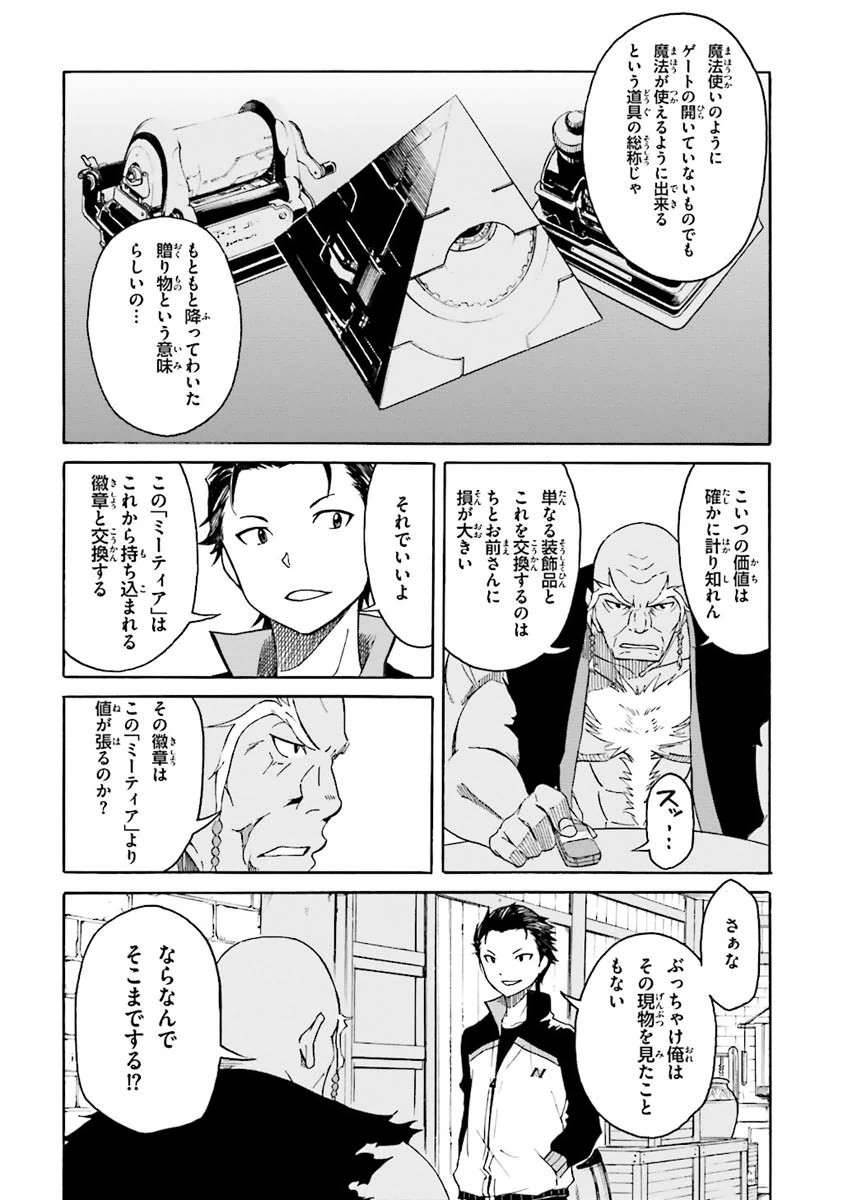 魔法使いのように
ゲートの開いていないものでも
魔法が使えるように出来る
という道具の総称じゃ
もともと降ってわいた
贈り物という意味
らしいの…
こいつの価値は
確かに計り知れん
単なる装飾品と
これを交換するのは
ちとお前さんに
損が大きい
スッ…
それでいいよ
この「ミーティア」は
これから持ち込まれる
徽章と交換する
その徽章は
この「ミーティア」より
値が張るのか?
さぁな
ぶっちゃけ俺は
その現物を見たこと
もない
N
ならなんで
そこまでする!?